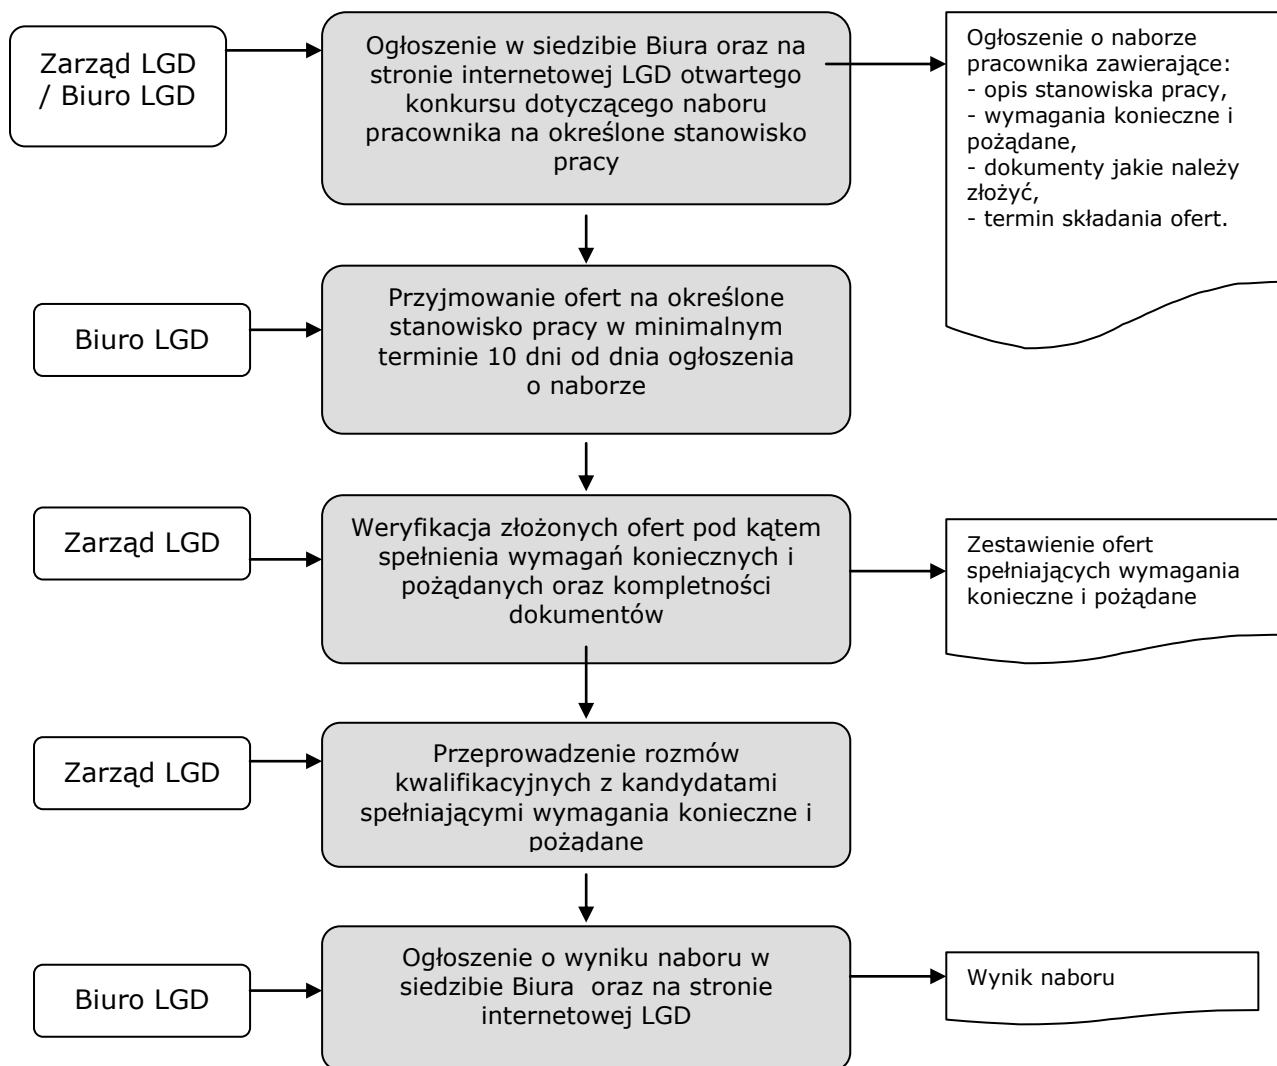 Zarząd LGD
/ Biuro LGD
Ogłoszenie w siedzibie Biura oraz na
stronie internetowej LGD otwartego
konkursu dotyczącego naboru
pracownika na określone stanowisko
pracy
Ogłoszenie o naborze
pracownika zawierające:
- opis stanowiska pracy,
- wymagania konieczne i
pożądane,
- dokumenty jakie należy
złożyć,
- termin składania ofert.
Biuro LGD
Przyjmowanie ofert na określone
stanowisko pracy w minimalnym
terminie 10 dni od dnia ogłoszenia
o naborze
Zarząd LGD
Weryfikacja złożonych ofert pod kątem
spełnienia wymagań koniecznych i
pożądanych oraz kompletności
dokumentów
Zestawienie ofert
spełniających wymagania
konieczne i pożądane
Zarząd LGD
Przeprowadzenie rozmów
kwalifikacyjnych z kandydatami
spełniającymi wymagania konieczne i
pożądane
Biuro LGD
Ogłoszenie o wyniku naboru w
siedzibie Biura  oraz na stronie
internetowej LGD
Wynik naboru